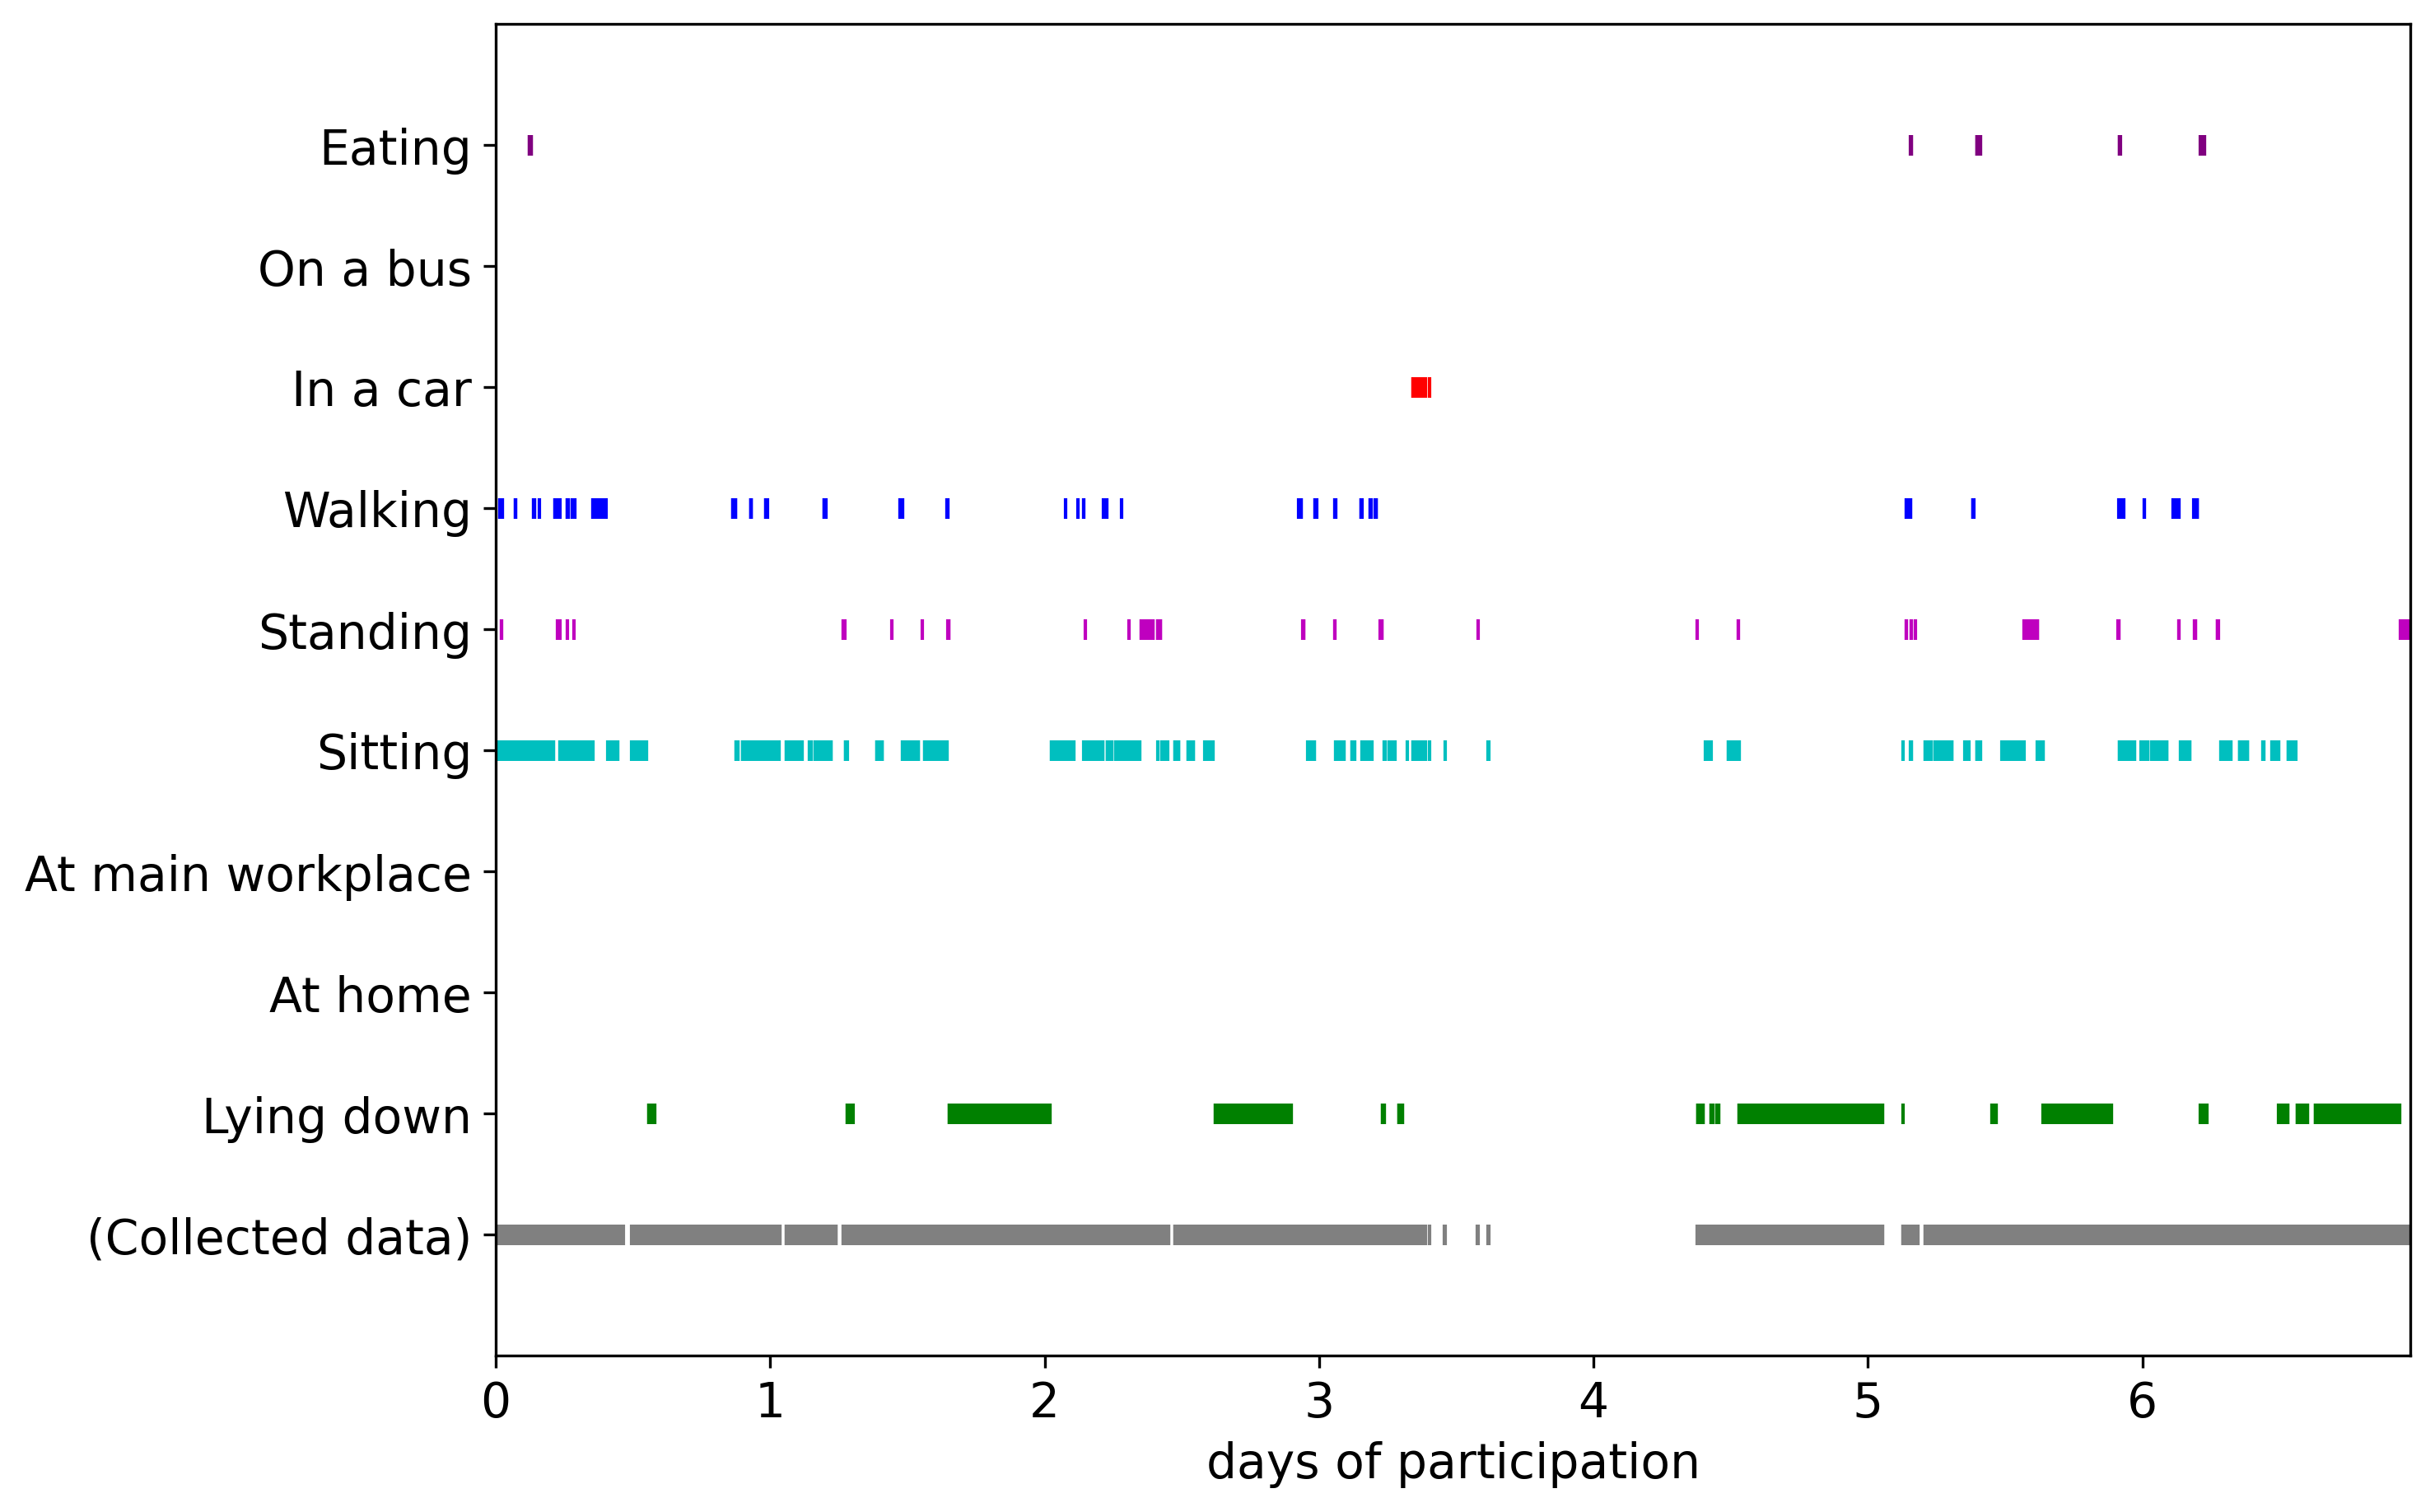 Eating
On a bus
In a car
Walking
Standing
Sitting
At main workplace
At home
Lying down
(Collected data)
0 1 2 3 4 5 6
days of participation